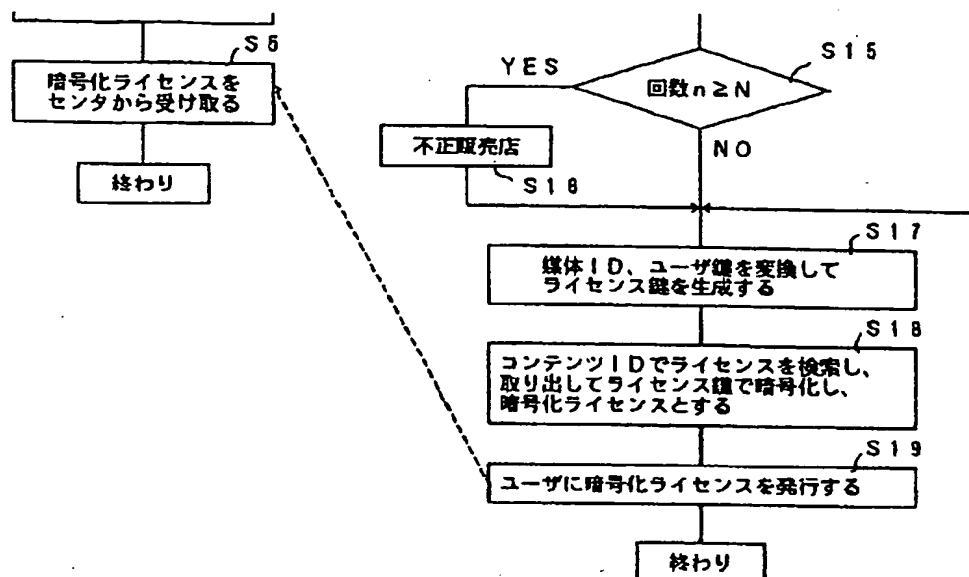 S5
暗号化ライセンスを
センタから受け取る
終わり
S15
YES
回数n≥N
不正販売店
S16
NO
S17
媒体ID、ユーザ鍵を変換して
ライセンス鍵を生成する
S18
コンテンツIDでライセンスを検索し、
取り出してライセンス鍵で暗号化し、
暗号化ライセンスとする
S19
ユーザに暗号化ライセンスを発行する
終わり